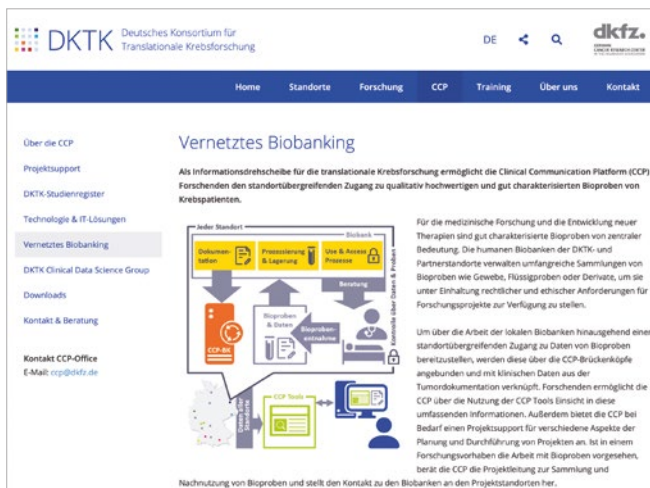 DKTK Deutsches Konsortium für
Translationale Krebsforschung
DE
dkfz.
Home Standorte Forschung CCP Training Über uns Kontakt
Über die CCP
Projektsupport
DKTK-Studienregister
Technologie & IT-Lösungen
Vernetztes Biobanking
DKTK Clinical Data Science Group
Downloads
Kontakt & Beratung
Kontakt CCP-Office
E-Mail: ccp@dkfz.de
Vernetztes Biobanking
Als Informationsdrehscheibe für die translationale Krebsforschung ermöglicht die Clinical Communication Platform (CCP)
Forschenden den standortübergreifenden Zugang zu qualitativ hochwertigen und gut charakterisierten Bioproben von
Krebspatienten.
Jeder Standort
Biobank
Dokumen-
tation
Prozessierung
& Lagerung
Use & Access
Prozesse
Beratung
Bioproben
& Daten
Bioproben-
entnahme
CCP-BK
Kontrolle über Daten & Proben
Daten aller
Standorte
CCP Tools
Für die medizinische Forschung und die Entwicklung neuer
Therapien sind gut charakterisierte Bioproben von zentraler
Bedeutung. Die humanen Biobanken der DKTK- und
Partnerstandorte verwalten umfangreiche Sammlungen von
Bioproben wie Gewebe, Flüssigproben oder Derivate, um sie
unter Einhaltung rechtlicher und ethischer Anforderungen für
Forschungsprojekte zur Verfügung zu stellen.
Um über die Arbeit der lokalen Biobanken hinausgehend einen
standortübergreifenden Zugang zu Daten von Bioproben
bereitzustellen, werden diese über die CCP-Brückenköpfe
angebunden und mit klinischen Daten aus der
Tumordokumentation verknüpft. Forschenden ermöglicht die
CCP über die Nutzung der CCP Tools Einsicht in diese
umfassenden Informationen. Außerdem bietet die CCP bei
Bedarf einen Projektsupport für verschiedene Aspekte der
Planung und Durchführung von Projekten an. Ist in einem
Forschungsvorhaben die Arbeit mit Bioproben vorgesehen,
berät die CCP die Projektleitung zur Sammlung und
Nachnutzung von Bioproben und stellt den Kontakt zu den Biobanken an den Projektstandorten her.